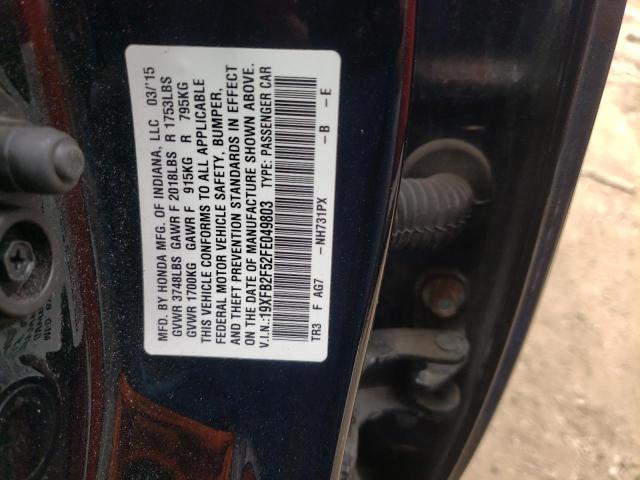 MFD. BY HONDA MFG. OF INDIANA, LLC 03/'15
GVWR 3748LBS GAWR F 2018LBS R 1753LBS
GVWR 1700KG GAWR F 915KG R 795KG
THIS VEHICLE CONFORMS TO ALL APPLICABLE
FEDERAL MOTOR VEHICLE SAFETY, BUMPER,
AND THEFT PREVENTION STANDARDS IN EFFECT
ON THE DATE OF MANUFACTURE SHOWN ABOVE.
V.I.N.:19XFB2F52FE049803 TYPE: PASSENGER CAR
TR3 F AG7 -NH731PX -B -E